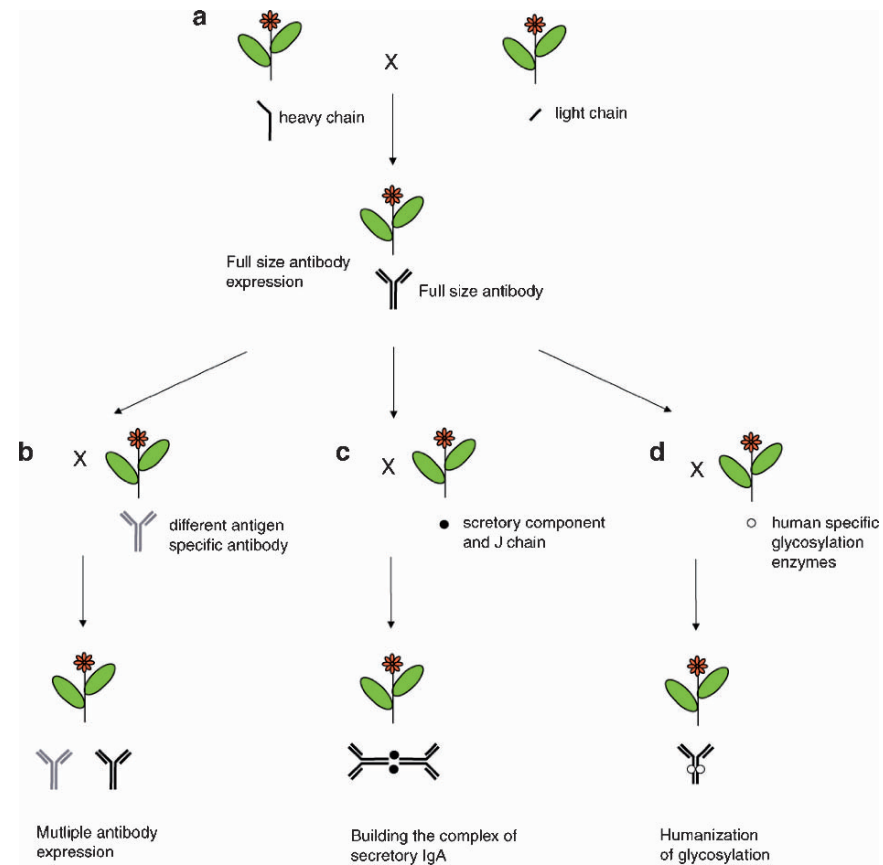 a
X
heavy chain
light chain
Full size antibody
expression
Full size antibody
b
X
different antigen
specific antibody
c
X
scretory component
and J chain
d
X
human specific
glycosylation
enzymes
Mutliple antibody
expression
Building the complex of
secretory IgA
Humanization
of glycosylation